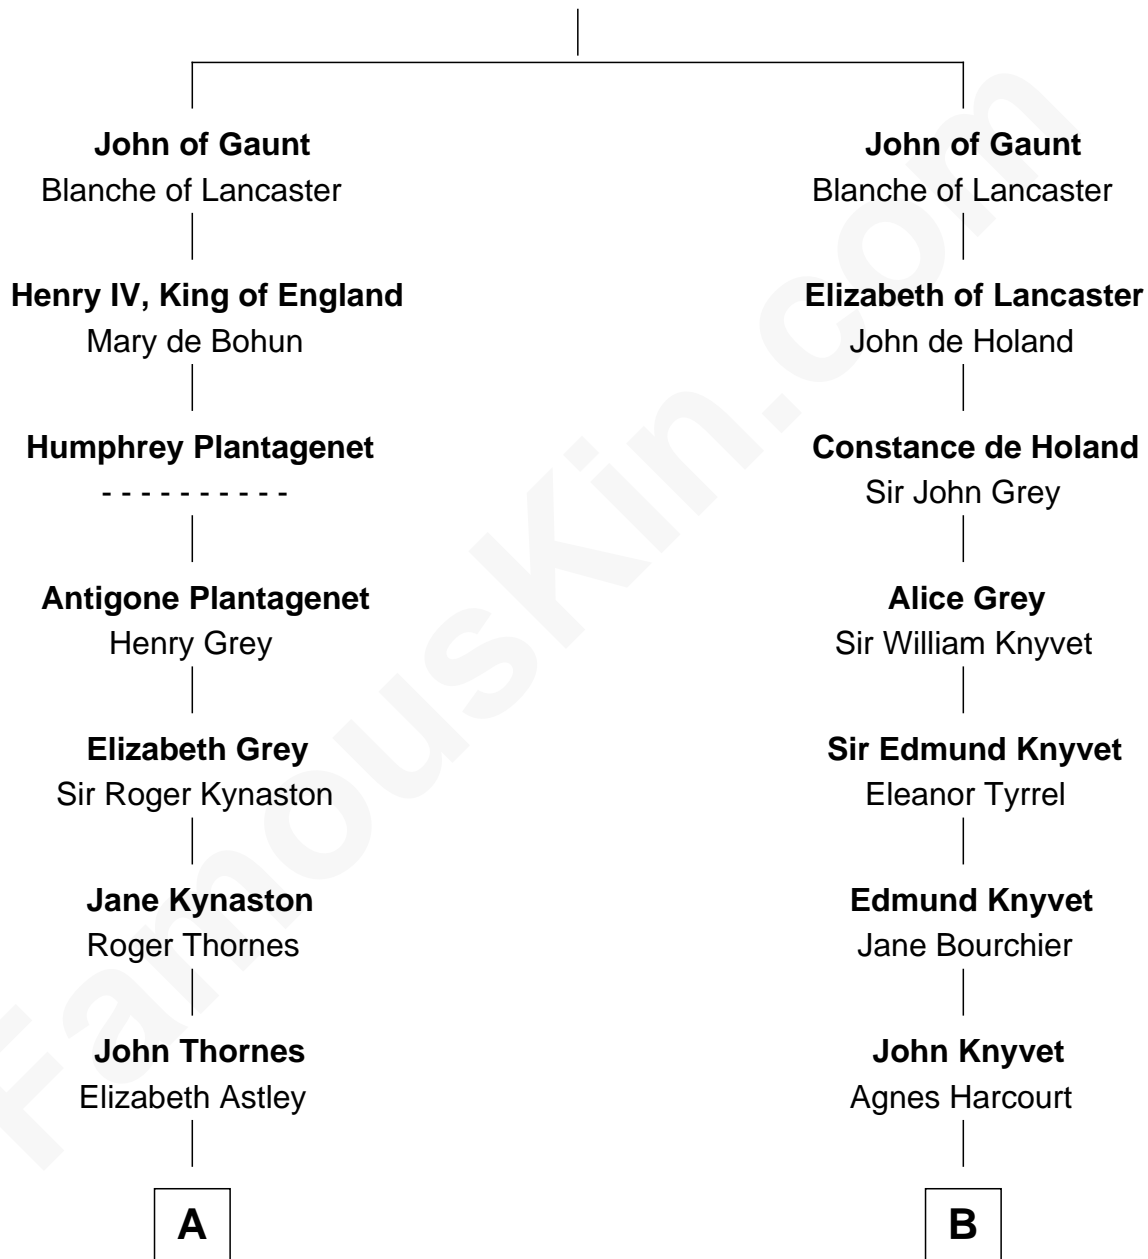 John of Gaunt
Blanche of Lancaster
Henry IV, King of England
Mary de Bohun
Humphrey Plantagenet
- - - - - - - - - -
Antigone Plantagenet
Henry Grey
Elizabeth Grey
Sir Roger Kynaston
Jane Kynaston
Roger Thornes
John Thornes
Elizabeth Astley
A
John of Gaunt
Blanche of Lancaster
Elizabeth of Lancaster
John de Holand
Constance de Holand
Sir John Grey
Alice Grey
Sir William Knyvet
Sir Edmund Knyvet
Eleanor Tyrrel
Edmund Knyvet
Jane Bourchier
John Knyvet
Agnes Harcourt
B
FamousKin.com